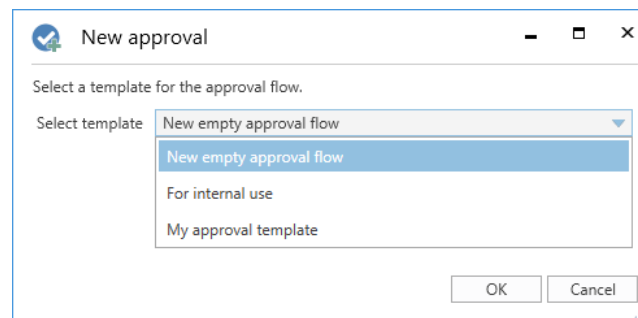 New approval
Select a template for the approval flow.
Select template New empty approval flow
New empty approval flow
For internal use
My approval template
OK Cancel